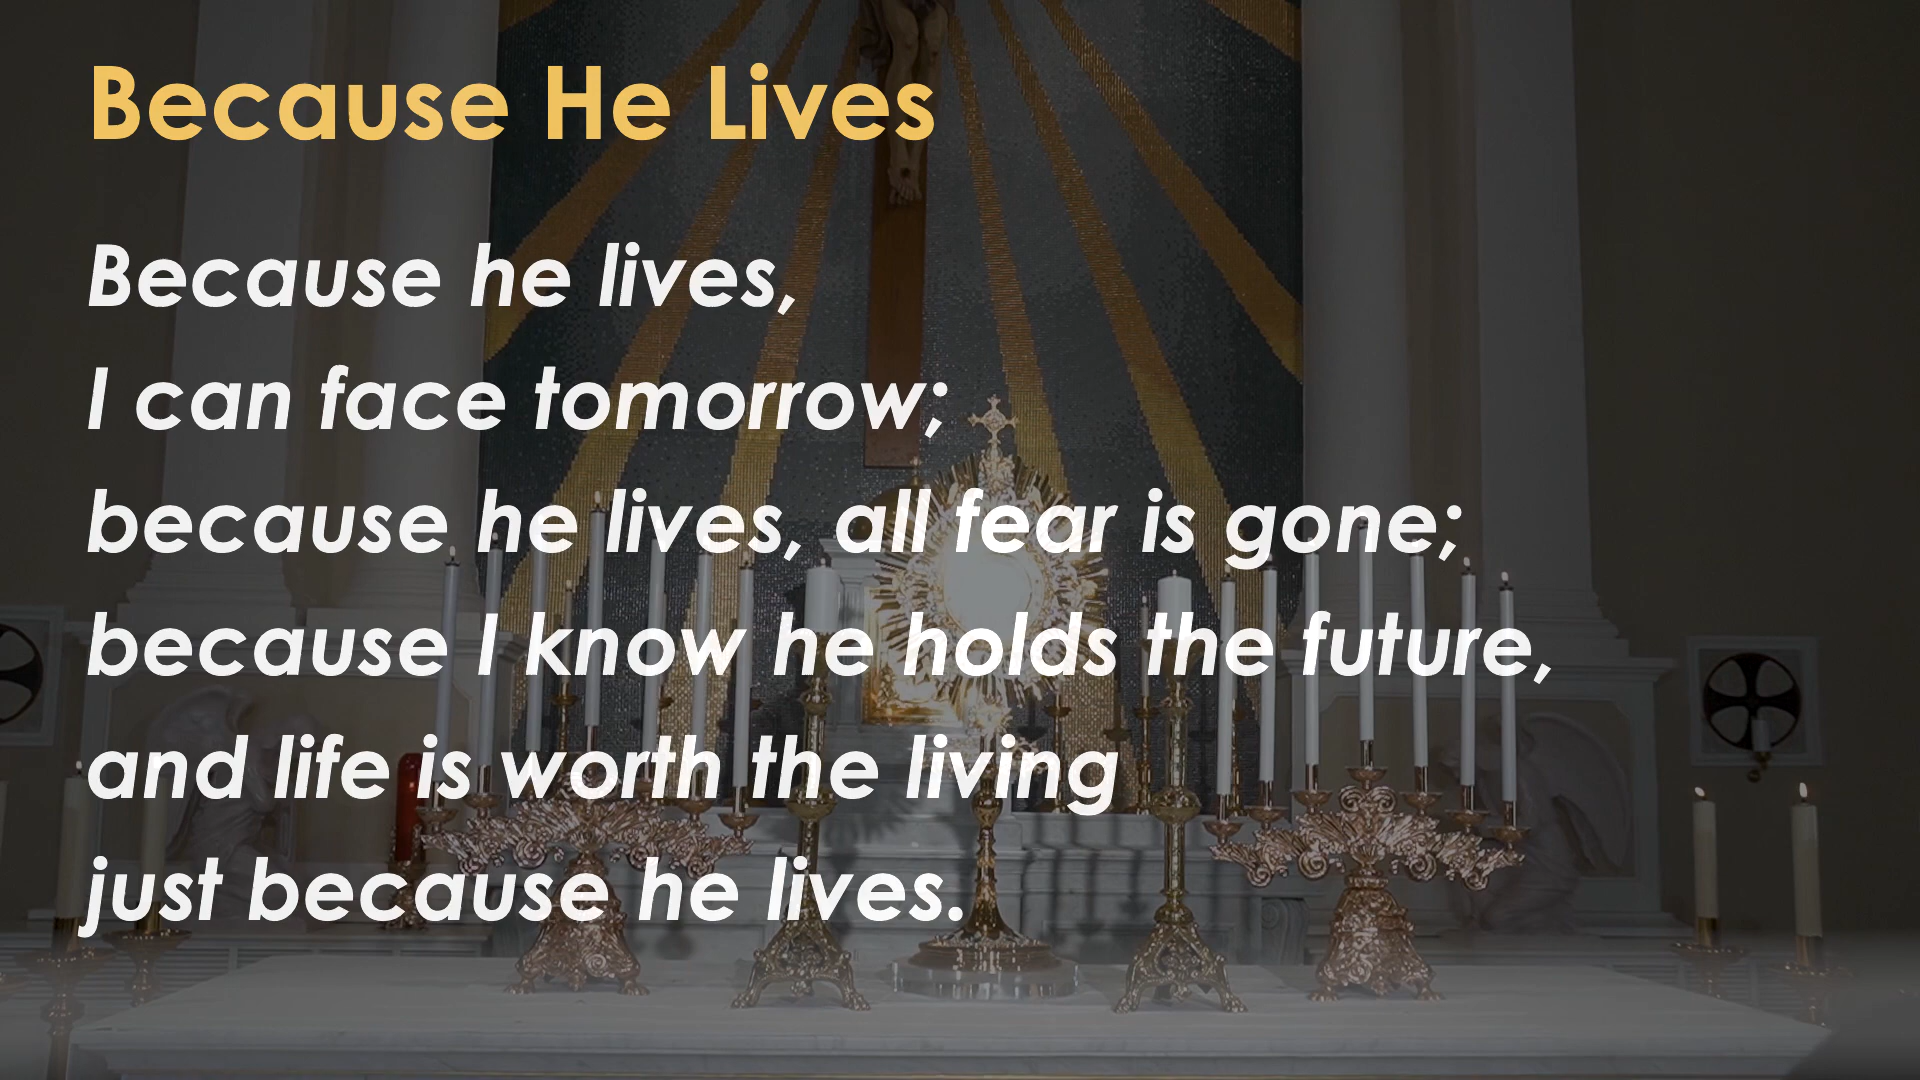 Because He Lives
Because he lives,
I can face tomorrow;
because he lives, all fear is gone;
because I know he holds the future,
and life is worth the living
just because he lives.